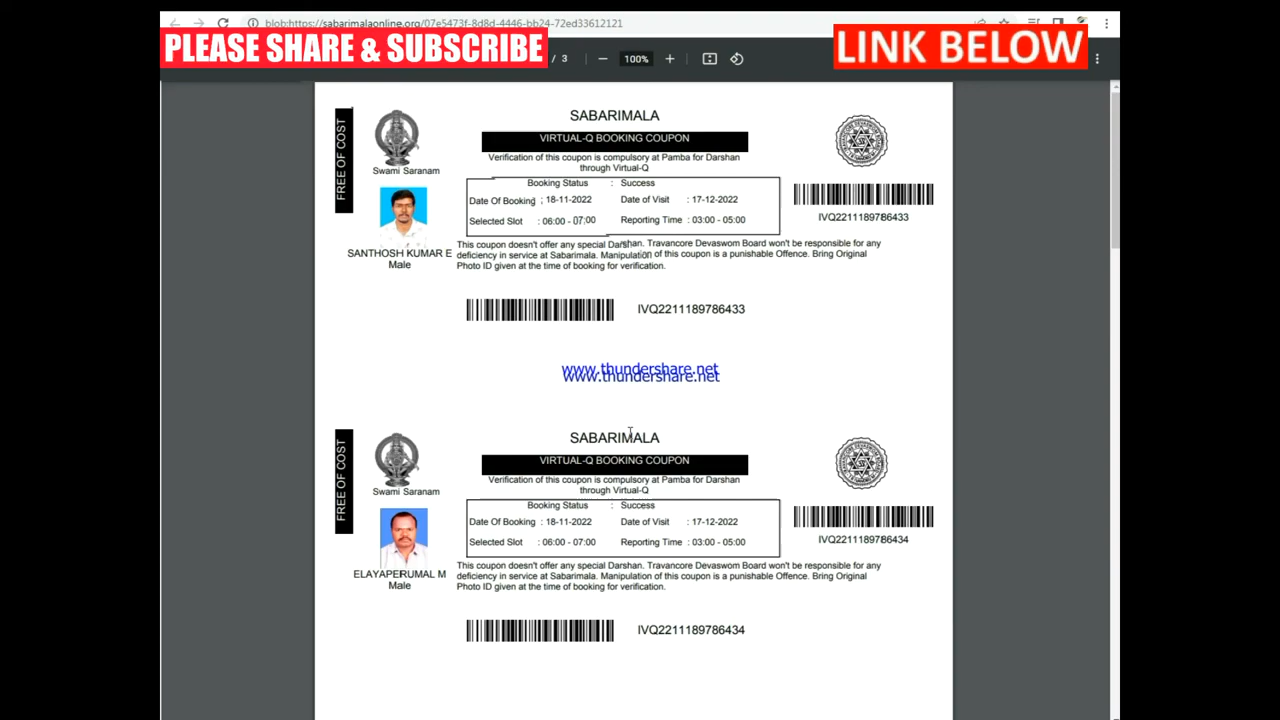 blob:https://sabarimalaonline.org/07e5473f-8d8d-4446-bb24-72ed33612121
PLEASE SHARE & SUBSCRIBE
/ 3
100%
LINK BELOW
FREE OF COST
SABARIMALA
VIRTUAL-Q BOOKING COUPON
Verification of this coupon is compulsory at Pamba for Darshan
through Virtual-Q
Swami Saranam
Booking Status : Success
Date Of Booking : 18-11-2022 Date of Visit : 17-12-2022
Selected Slot : 06:00 - 07:00 Reporting Time : 03:00 - 05:00
IVQ2211189786433
SANTHOSH KUMAR E
Male
This coupon doesn't offer any special Darshan. Travancore Devaswom Board won't be responsible for any
deficiency in service at Sabarimala. Manipulation of this coupon is a punishable Offence. Bring Original
Photo ID given at the time of booking for verification.
IVQ2211189786433
www.thundershare.net
www.thundershare.net
FREE OF COST
SABARIMALA
VIRTUAL-Q BOOKING COUPON
Verification of this coupon is compulsory at Pamba for Darshan
through Virtual-Q
Swami Saranam
Booking Status : Success
Date Of Booking : 18-11-2022 Date of Visit : 17-12-2022
Selected Slot : 06:00 - 07:00 Reporting Time : 03:00 - 05:00
IVQ2211189786434
ELAYAPERUMAL M
Male
This coupon doesn't offer any special Darshan. Travancore Devaswom Board won't be responsible for any
deficiency in service at Sabarimala. Manipulation of this coupon is a punishable Offence. Bring Original
Photo ID given at the time of booking for verification.
IVQ2211189786434